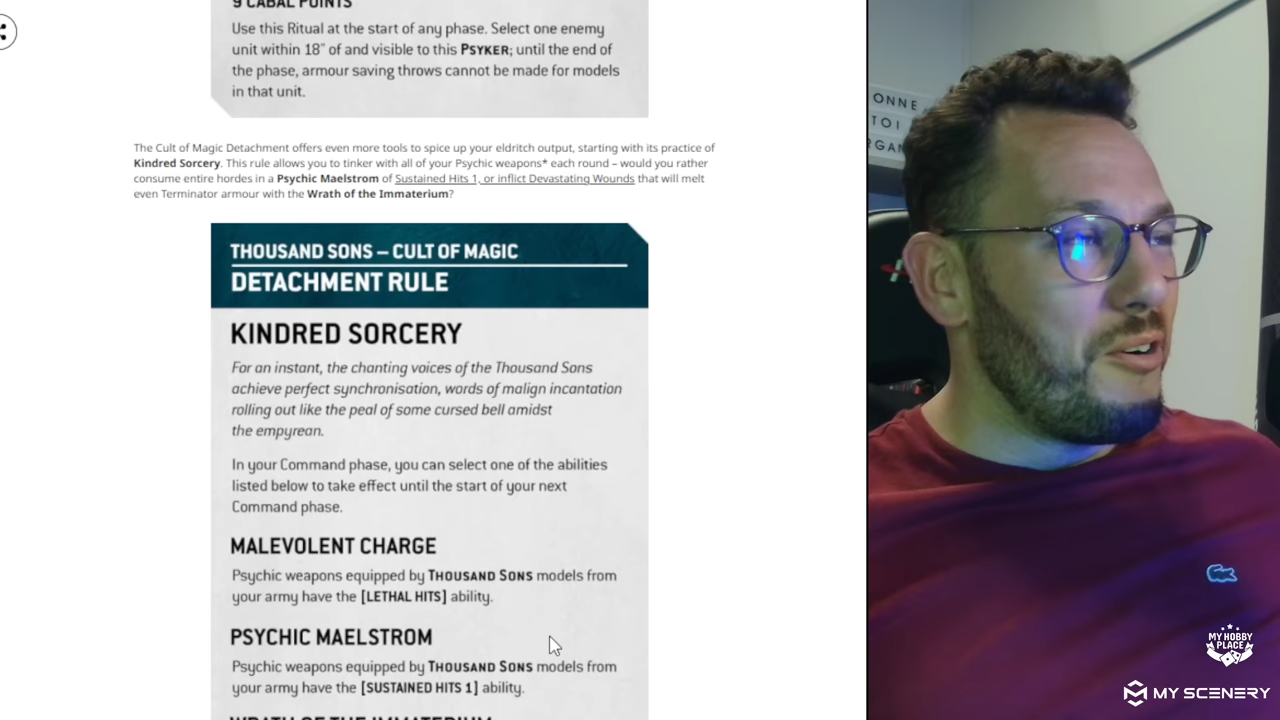 9 CABAL POINTS
Use this Ritual at the start of any phase. Select one enemy
unit within 18" of and visible to this PSYKER; until the end of
the phase, armour saving throws cannot be made for models
in that unit.
The Cult of Magic Detachment offers even more tools to spice up your eldritch output, starting with its practice of
Kindred Sorcery. This rule allows you to tinker with all of your Psychic weapons* each round – would you rather
consume entire hordes in a Psychic Maelstrom of Sustained Hits 1, or inflict Devastating Wounds that will melt
even Terminator armour with the Wrath of the Immaterium?
THOUSAND SONS – CULT OF MAGIC
DETACHMENT RULE
KINDRED SORCERY
For an instant, the chanting voices of the Thousand Sons
achieve perfect synchronisation, words of malign incantation
rolling out like the peal of some cursed bell amidst
the empyrean.
In your Command phase, you can select one of the abilities
listed below to take effect until the start of your next
Command phase.
MALEVOLENT CHARGE
Psychic weapons equipped by THOUSAND SONS models from
your army have the [LETHAL HITS] ability.
PSYCHIC MAELSTROM
Psychic weapons equipped by THOUSAND SONS models from
your army have the [SUSTAINED HITS 1] ability.
WRATH OF THE IMMATERIUM
ONNE
TOI
RGAN
MY HOBBY
PLACE
MY SCENERY